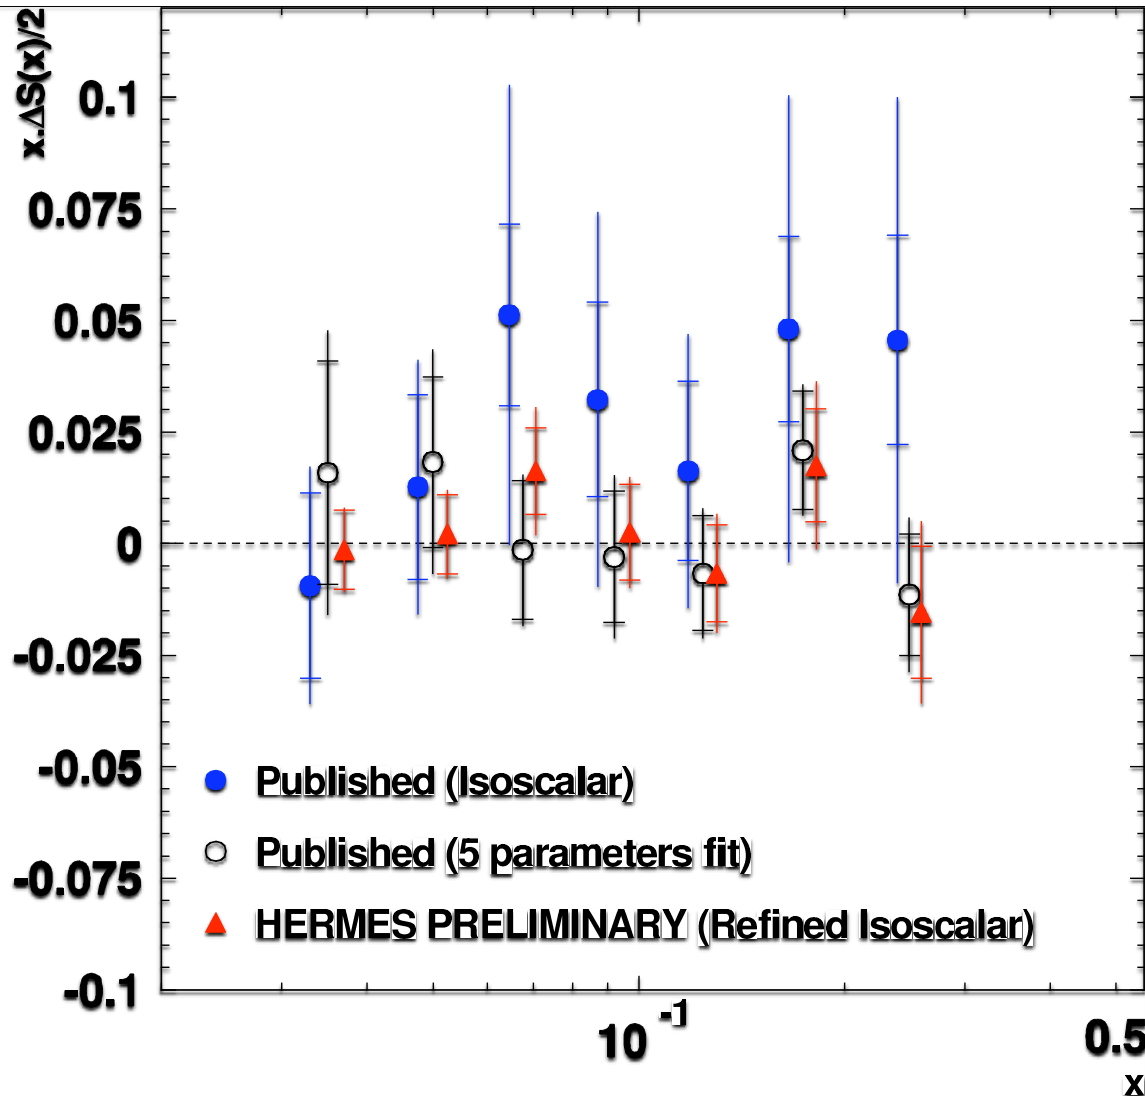 x.ΔS(x)/2
0.1
0.075
0.05
0.025
0
-0.025
-0.05
-0.075
-0.1
Published (Isoscalar)
Published (5 parameters fit)
HERMES PRELIMINARY (Refined Isoscalar)
10 -1
0.5
x